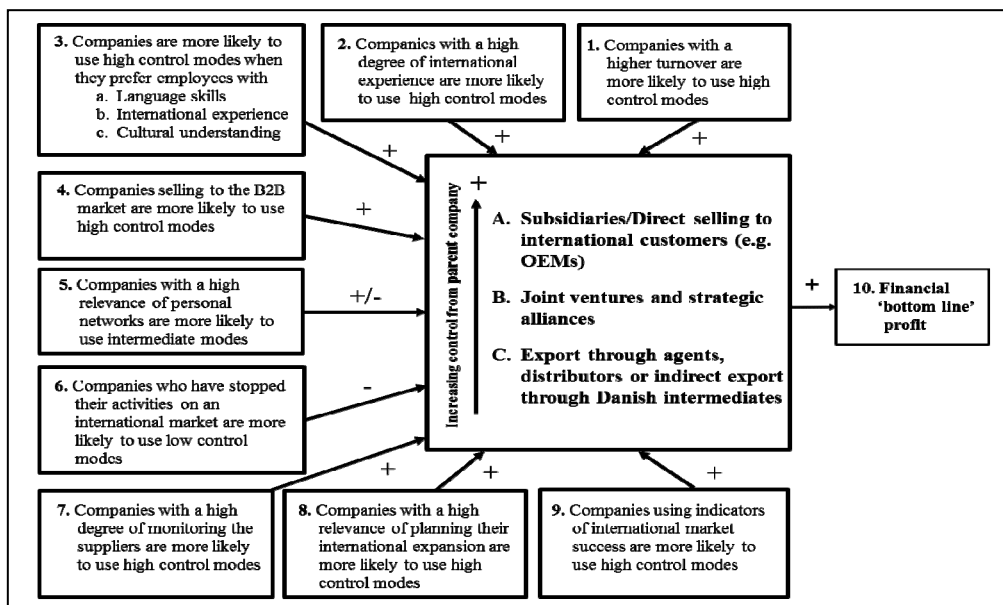 3. Companies are more likely to
use high control modes when
they prefer employees with
a. Language skills
b. International experience
c. Cultural understanding
2. Companies with a high
degree of international
experience are more likely
to use high control modes
1. Companies with a
higher turnover are
more likely to use high
control modes
+
+
+
4. Companies selling to the B2B
market are more likely to use
high control modes
+
5. Companies with a high
relevance of personal
networks are more likely to
use intermediate modes
+/-
6. Companies who have stopped
their activities on an
international market are more
likely to use low control
modes
-
Increasing control from parent company
+
A. Subsidiaries/Direct selling to
international customers (e.g.
OEMs)
B. Joint ventures and strategic
alliances
C. Export through agents,
distributors or indirect export
through Danish intermediates
+
10. Financial
‘bottom line’
profit
+
+
+
7. Companies with a high
degree of monitoring the
suppliers are more likely
to use high control modes
8. Companies with a high
relevance of planning their
international expansion are
more likely to use high
control modes
9. Companies using indicators
of international market
success are more likely to
use high control modes